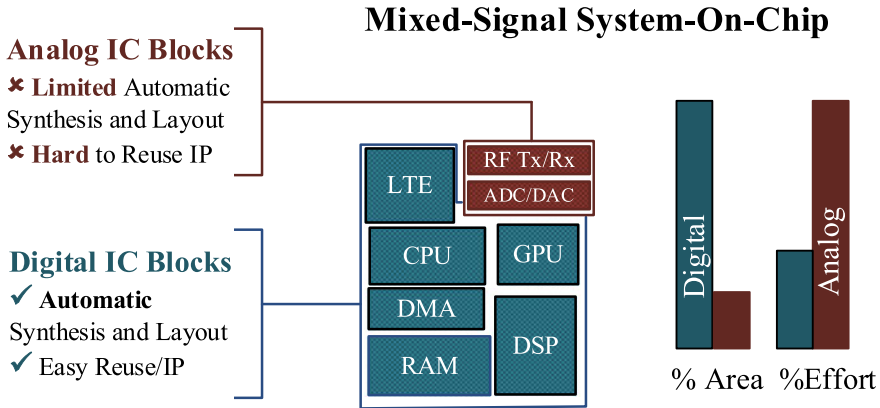 Mixed-Signal System-On-Chip
Analog IC Blocks
✘ Limited Automatic
Synthesis and Layout
✘ Hard to Reuse IP
Digital IC Blocks
✓ Automatic
Synthesis and Layout
✓ Easy Reuse/IP
RF Tx/Rx
ADC/DAC
LTE
CPU
GPU
DMA
RAM
DSP
Digital
Analog
% Area
%Effort